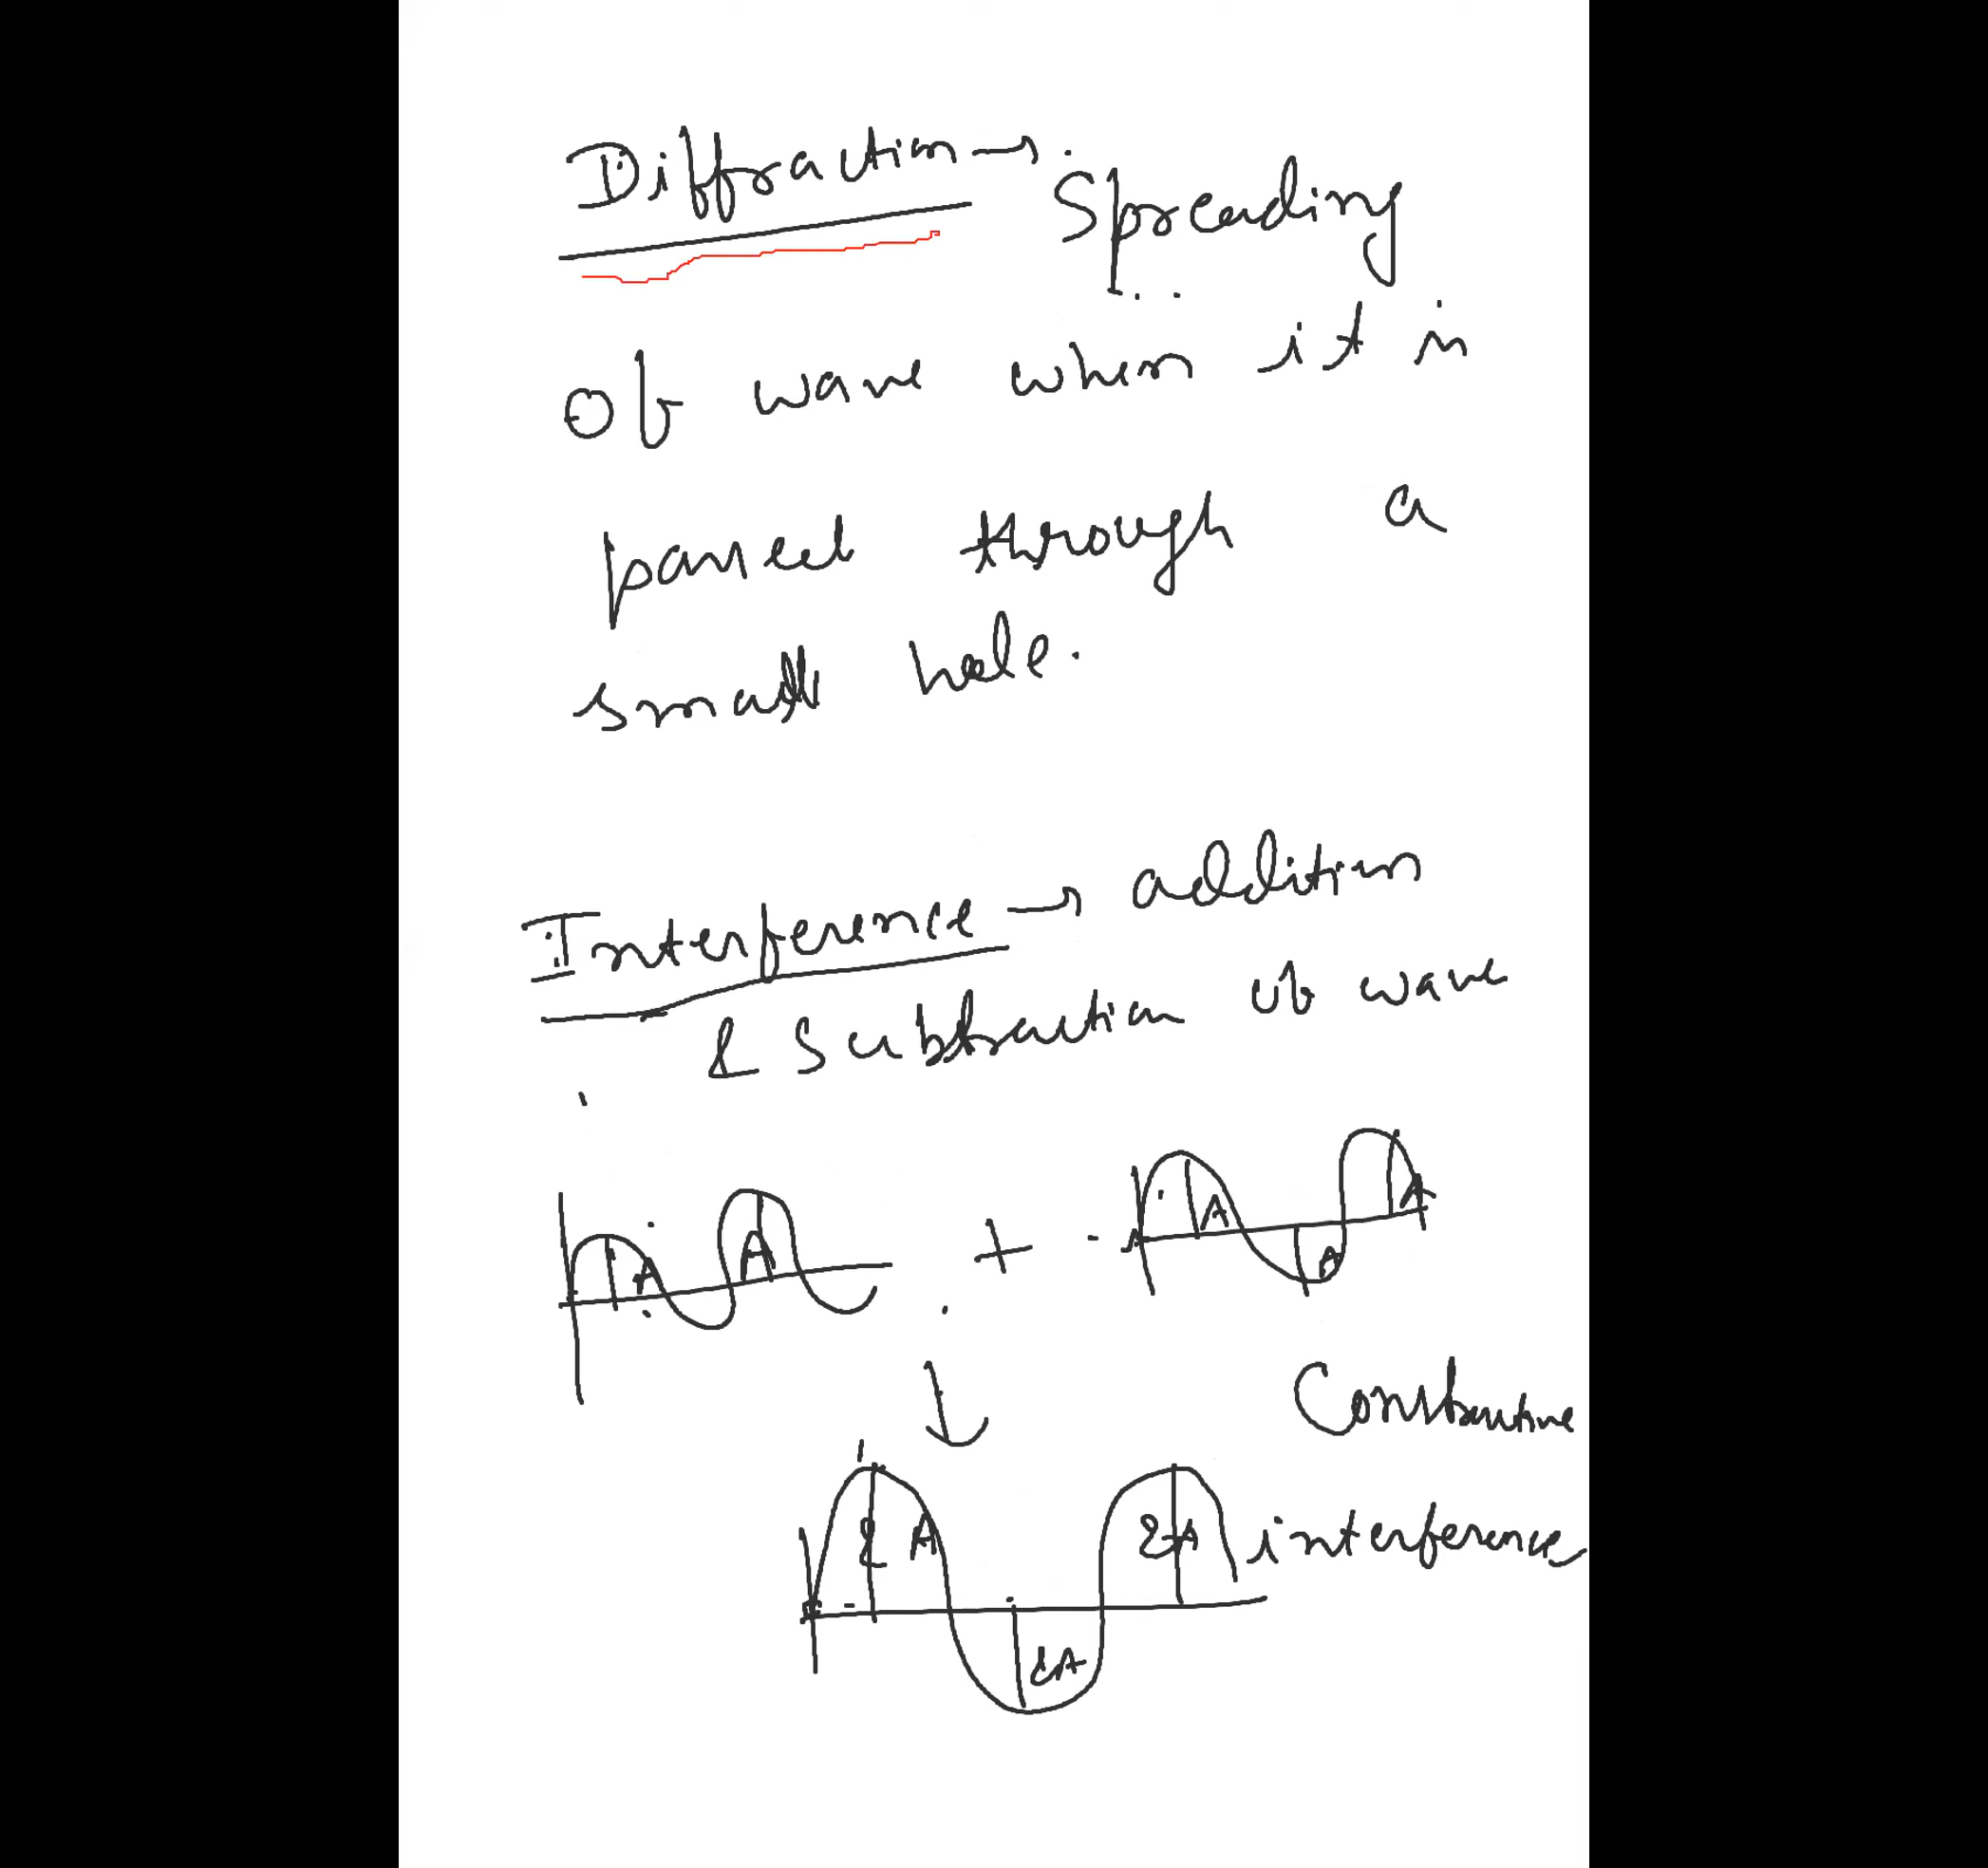 Diffraction → Spreading
of wave when it is
passed through a
small hole.
Interference → addition
& Subtraction of wave
A A + A A A
Constructive
2A 2A interference
2A